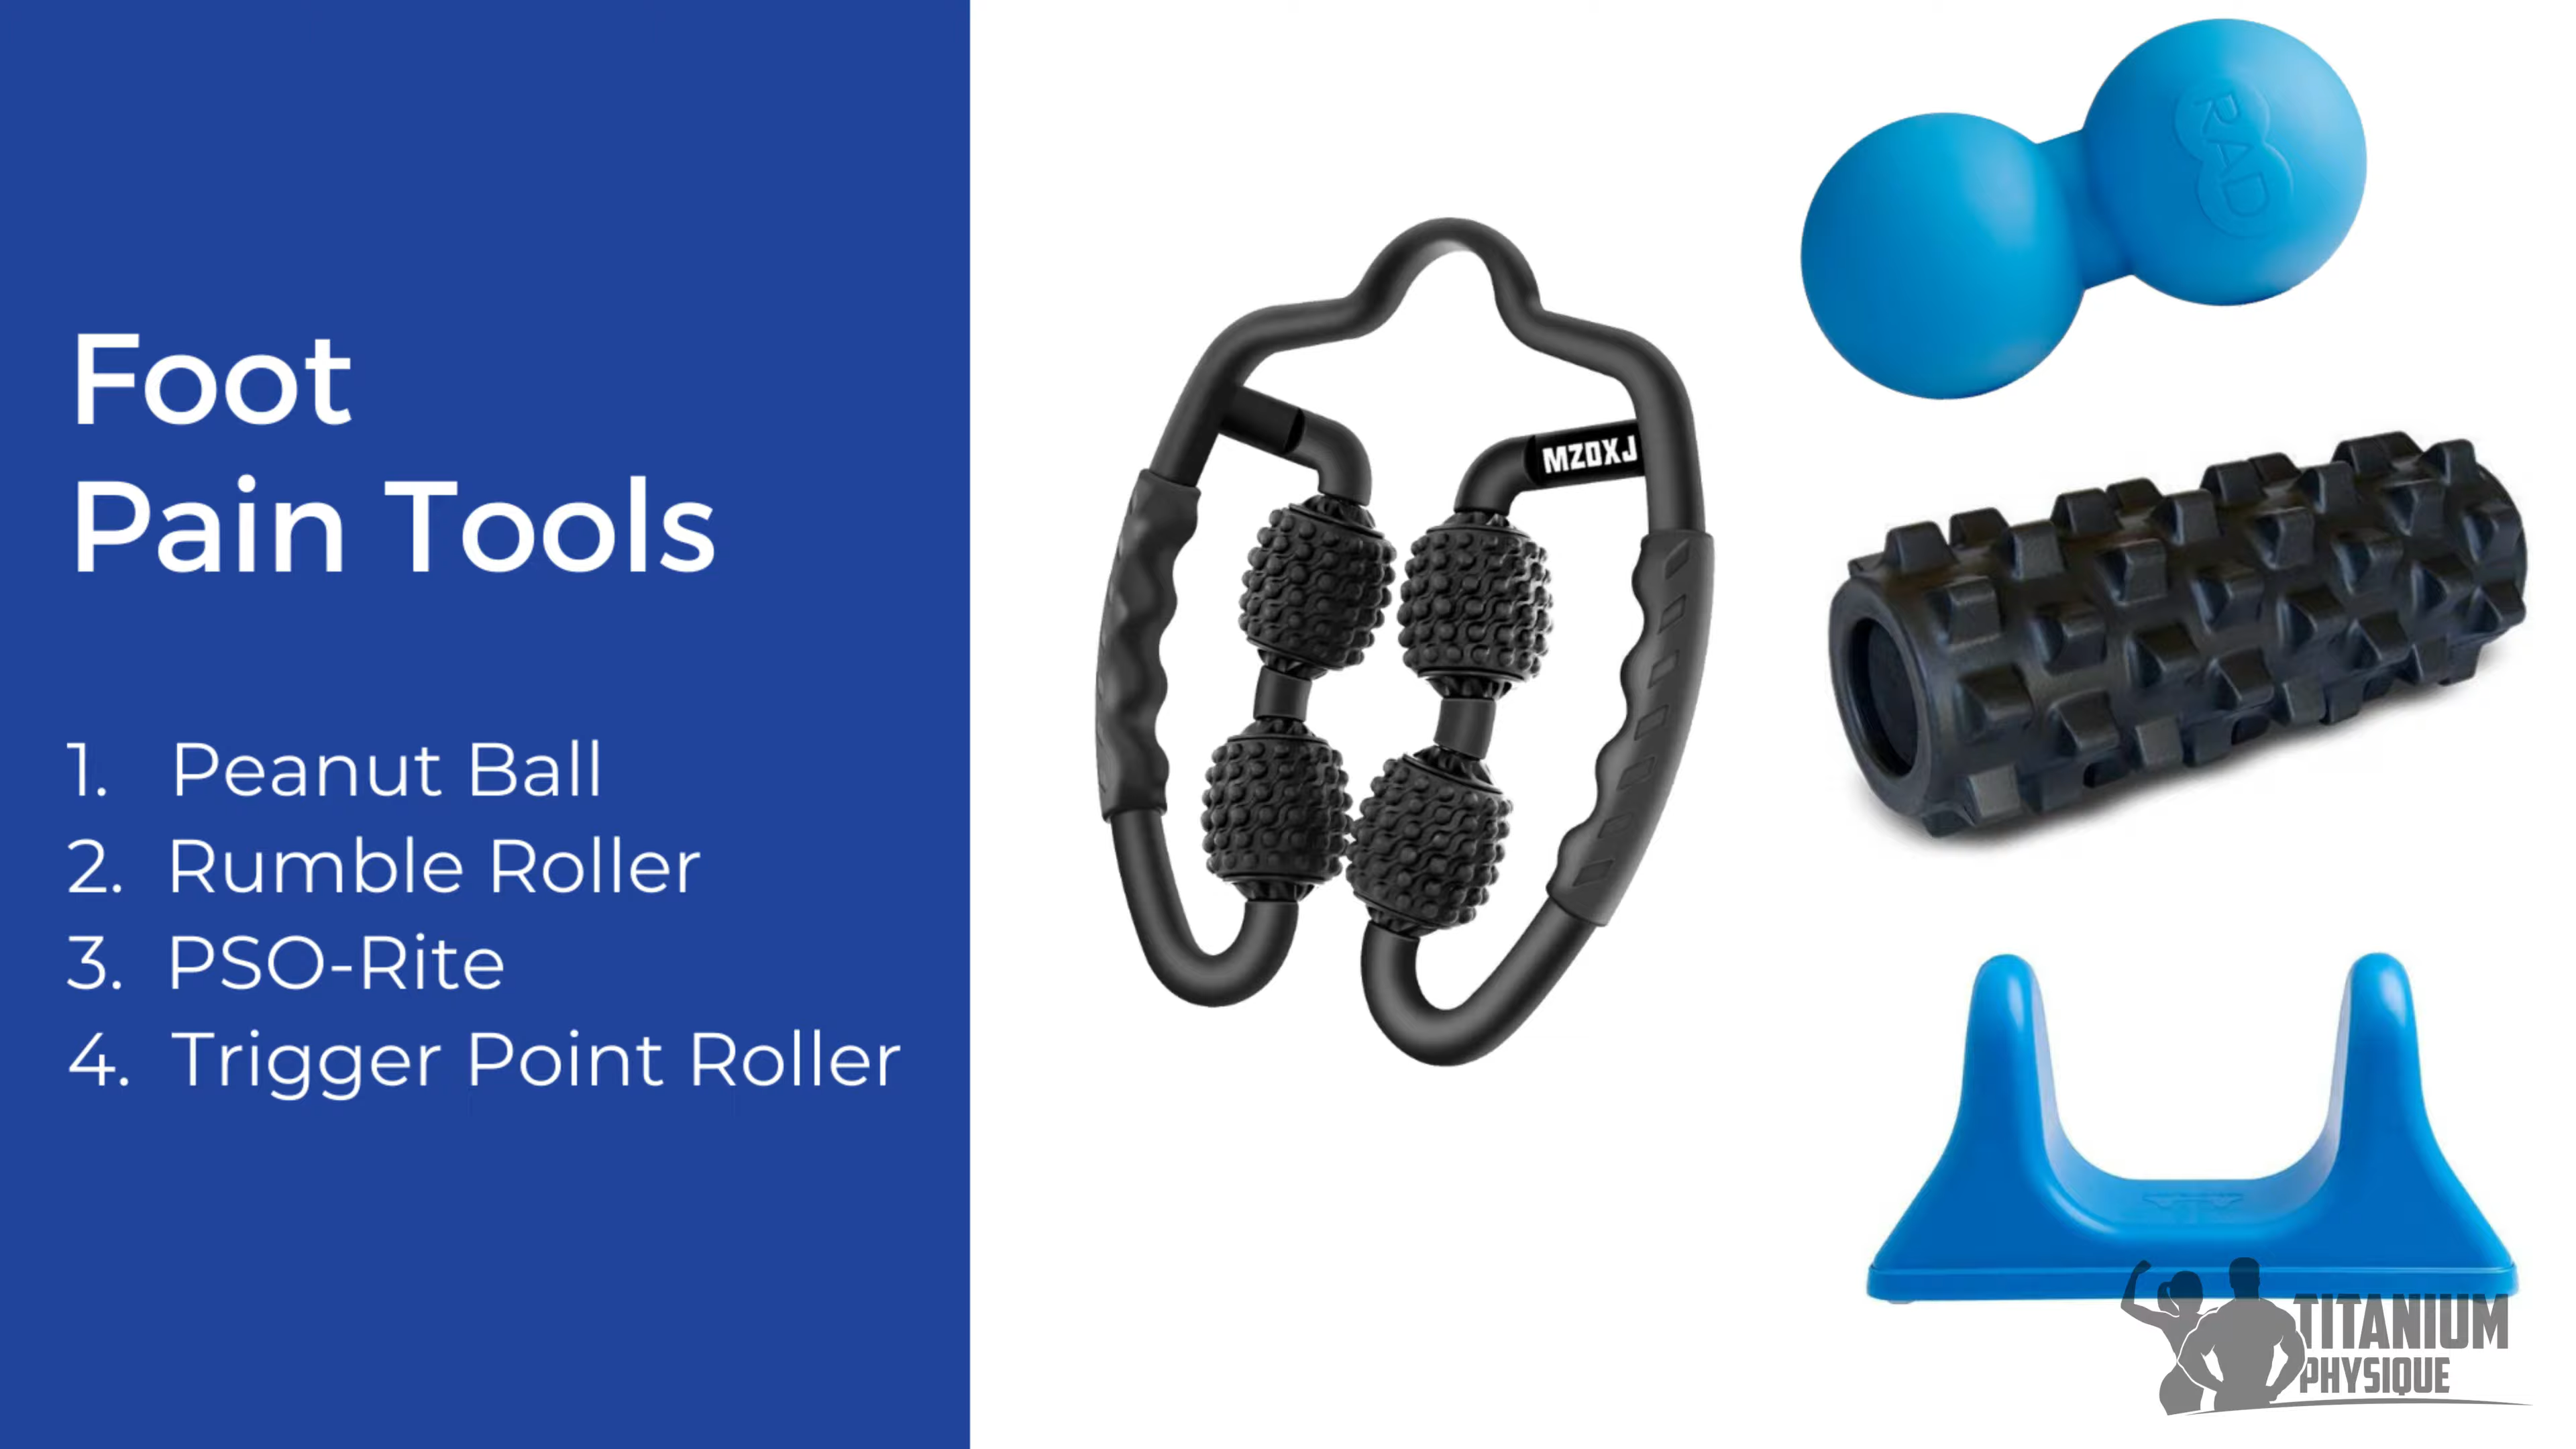 Foot
Pain Tools
1. Peanut Ball
2. Rumble Roller
3. PSO-Rite
4. Trigger Point Roller
MZOXJ
RAD
TITANIUM
PHYSIQUE